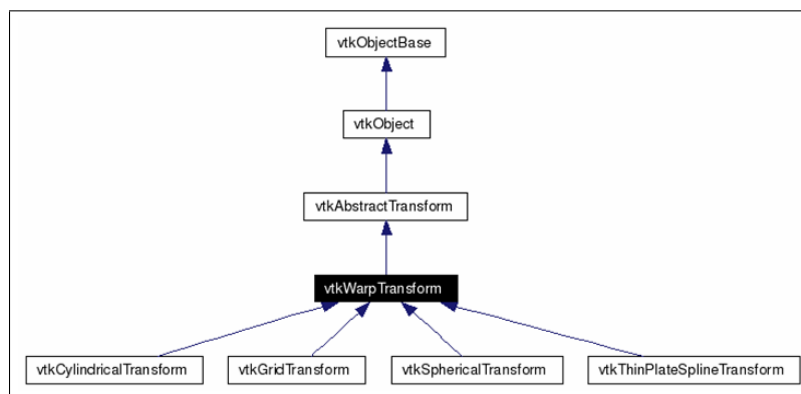 vtkObjectBase
vtkObject
vtkAbstractTransform
vtkWarpTransform
vtkCylindricalTransform
vtkGridTransform
vtkSphericalTransform
vtkThinPlateSplineTransform